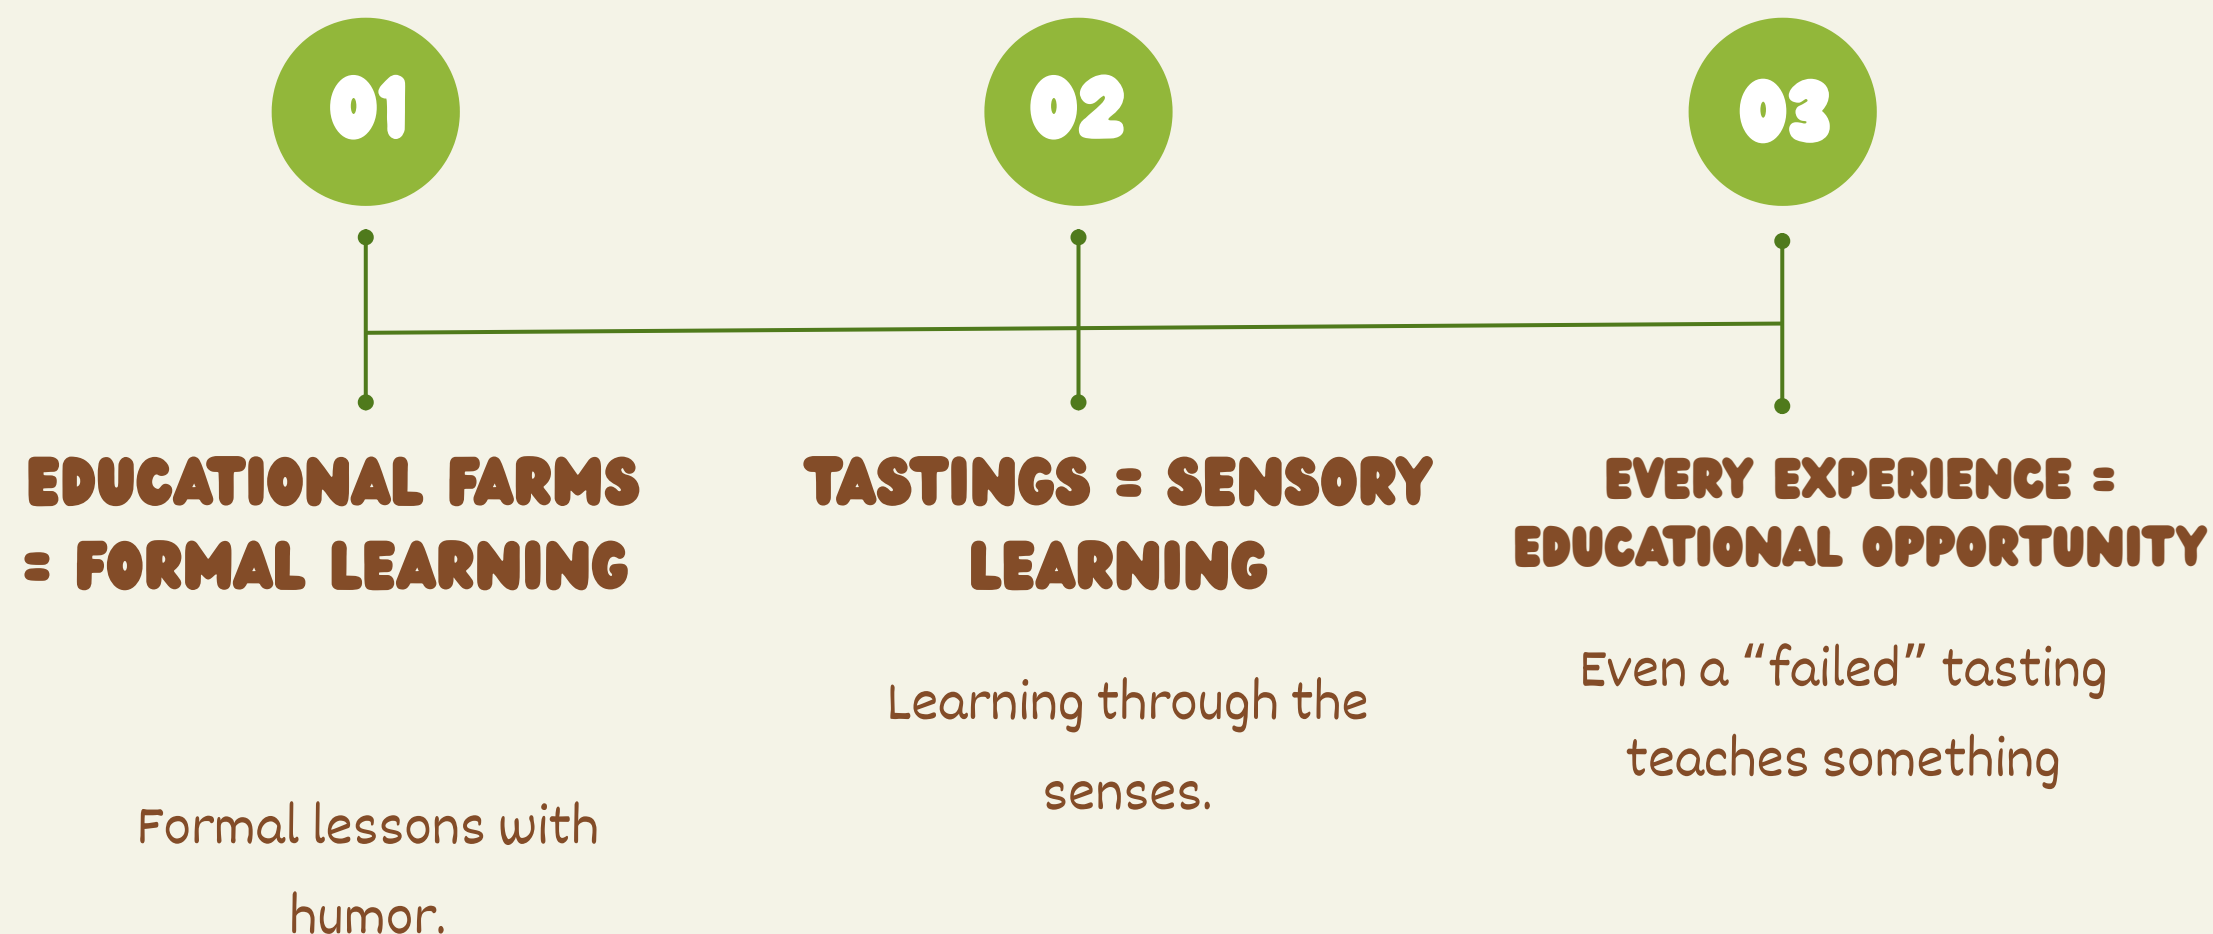 01
02
03
EDUCATIONAL FARMS
= FORMAL LEARNING
Formal lessons with
humor.
TASTINGS = SENSORY
LEARNING
Learning through the
senses.
EVERY EXPERIENCE =
EDUCATIONAL OPPORTUNITY
Even a “failed” tasting
teaches something